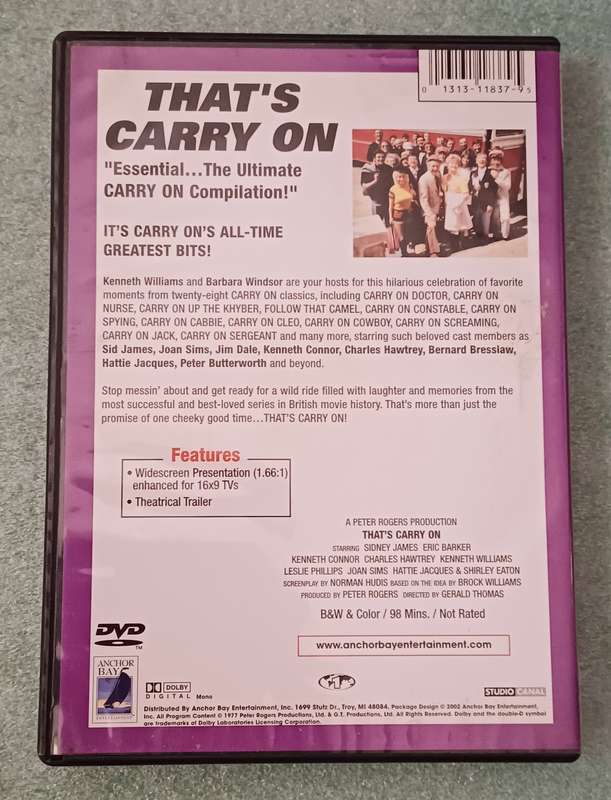 0 1313-11837-9 5
THAT'S
CARRY ON
"Essential...The Ultimate
CARRY ON Compilation!"
IT'S CARRY ON'S ALL-TIME
GREATEST BITS!
Kenneth Williams and Barbara Windsor are your hosts for this hilarious celebration of favorite
moments from twenty-eight CARRY ON classics, including CARRY ON DOCTOR, CARRY ON
NURSE, CARRY ON UP THE KHYBER, FOLLOW THAT CAMEL, CARRY ON CONSTABLE, CARRY ON
SPYING, CARRY ON CABBIE, CARRY ON CLEO, CARRY ON COWBOY, CARRY ON SCREAMING,
CARRY ON JACK, CARRY ON SERGEANT and many more, starring such beloved cast members as
Sid James, Joan Sims, Jim Dale, Kenneth Connor, Charles Hawtrey, Bernard Bresslaw,
Hattie Jacques, Peter Butterworth and beyond.
Stop messin' about and get ready for a wild ride filled with laughter and memories from the
most successful and best-loved series in British movie history. That's more than just the
promise of one cheeky good time...THAT'S CARRY ON!
Features
• Widescreen Presentation (1.66:1)
enhanced for 16x9 TVs
• Theatrical Trailer
A PETER ROGERS PRODUCTION
THAT'S CARRY ON
STARRING SIDNEY JAMES ERIC BARKER
KENNETH CONNOR CHARLES HAWTREY KENNETH WILLIAMS
LESLIE PHILLIPS JOAN SIMS HATTIE JACQUES & SHIRLEY EATON
SCREENPLAY BY NORMAN HUDIS BASED ON THE IDEA BY BROCK WILLIAMS
PRODUCED BY PETER ROGERS DIRECTED BY GERALD THOMAS
B&W & Color / 98 Mins. / Not Rated
www.anchorbayentertainment.com
DVD
TM
ANCHOR
BAY
ENTERTAINMENT
DOLBY
DIGITAL Mono
STUDIO CANAL
Distributed by Anchor Bay Entertainment, Inc. 1699 Stutz Dr., Troy, MI 48084. Package Design © 2002 Anchor Bay Entertainment,
Inc. All Program Content © 1977 Peter Rogers Productions, Ltd. & G.T. Productions, Ltd. All Rights Reserved. Dolby and the double-D symbol
are trademarks of Dolby Laboratories Licensing Corporation.